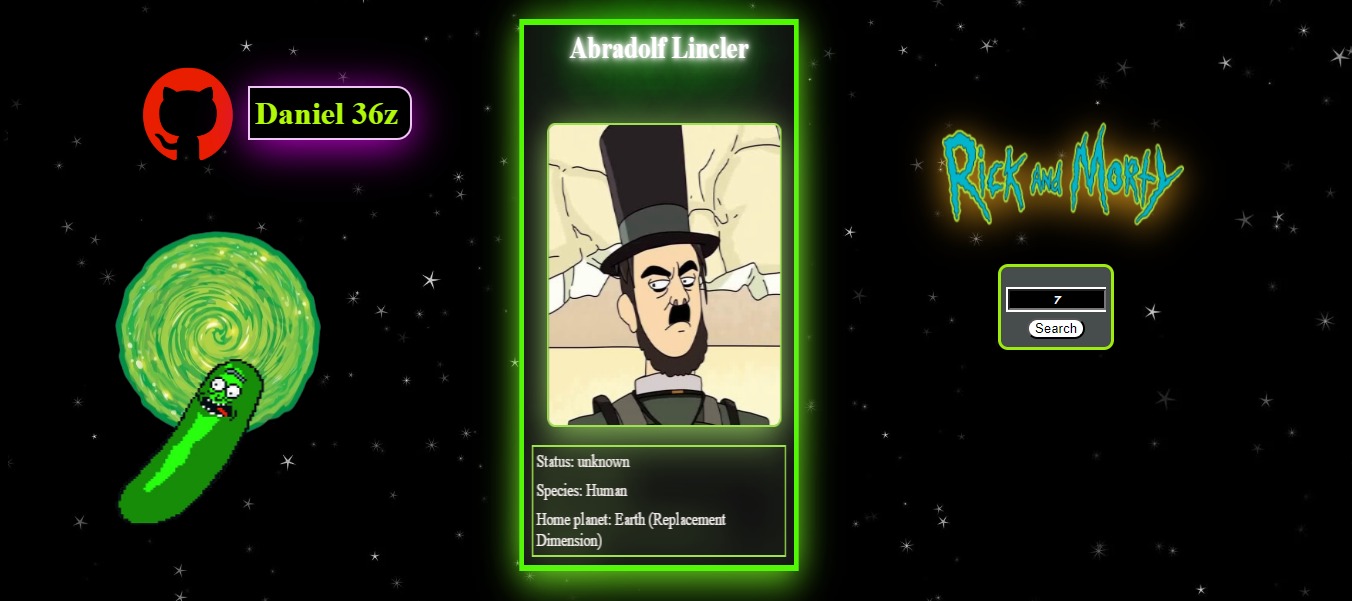 Daniel 36z
Abradolf Lincler
Status: unknown
Species: Human
Home planet: Earth (Replacement
Dimension)
Rick and Morty
7
Search